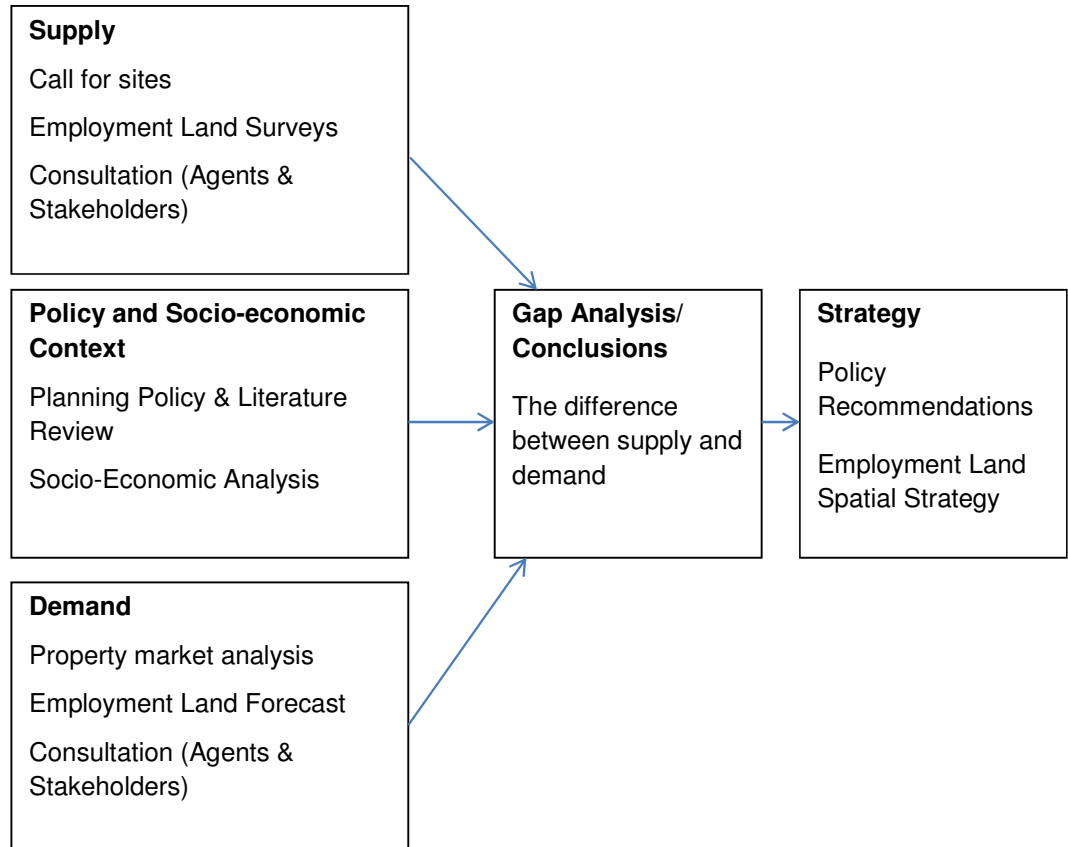 Supply
Call for sites
Employment Land Surveys
Consultation (Agents &
Stakeholders)
Policy and Socio-economic
Context
Planning Policy & Literature
Review
Socio-Economic Analysis
Gap Analysis/
Conclusions
The difference
between supply and
demand
Strategy
Policy
Recommendations
Employment Land
Spatial Strategy
Demand
Property market analysis
Employment Land Forecast
Consultation (Agents &
Stakeholders)